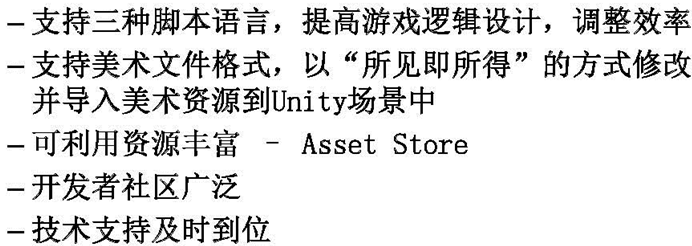 – 支持三种脚本语言，提高游戏逻辑设计，调整效率
– 支持美术文件格式，以“所见即所得”的方式修改
并导入美术资源到Unity场景中
– 可利用资源丰富 – Asset Store
– 开发者社区广泛
– 技术支持及时到位